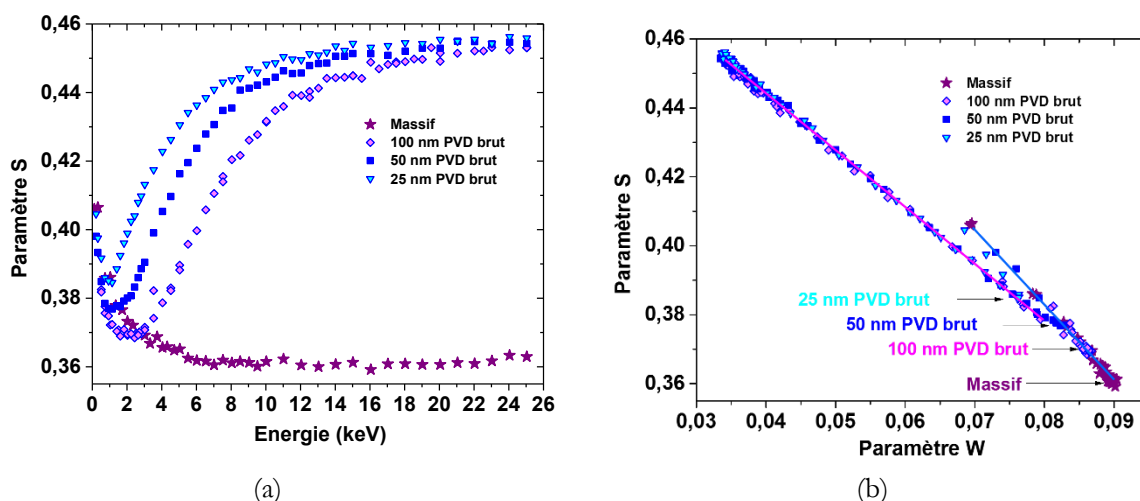 0,46
0,44
0,42
0,40
0,38
0,36
Paramètre S
0 2 4 6 8 10 12 14 16 18 20 22 24 26
Energie (keV)
Massif
100 nm PVD brut
50 nm PVD brut
25 nm PVD brut
(a)
0,46
0,44
0,42
0,40
0,38
0,36
Paramètre S
0,03 0,04 0,05 0,06 0,07 0,08 0,09
Paramètre W
Massif
100 nm PVD brut
50 nm PVD brut
25 nm PVD brut
25 nm PVD brut
50 nm PVD brut
100 nm PVD brut
Massif
(b)